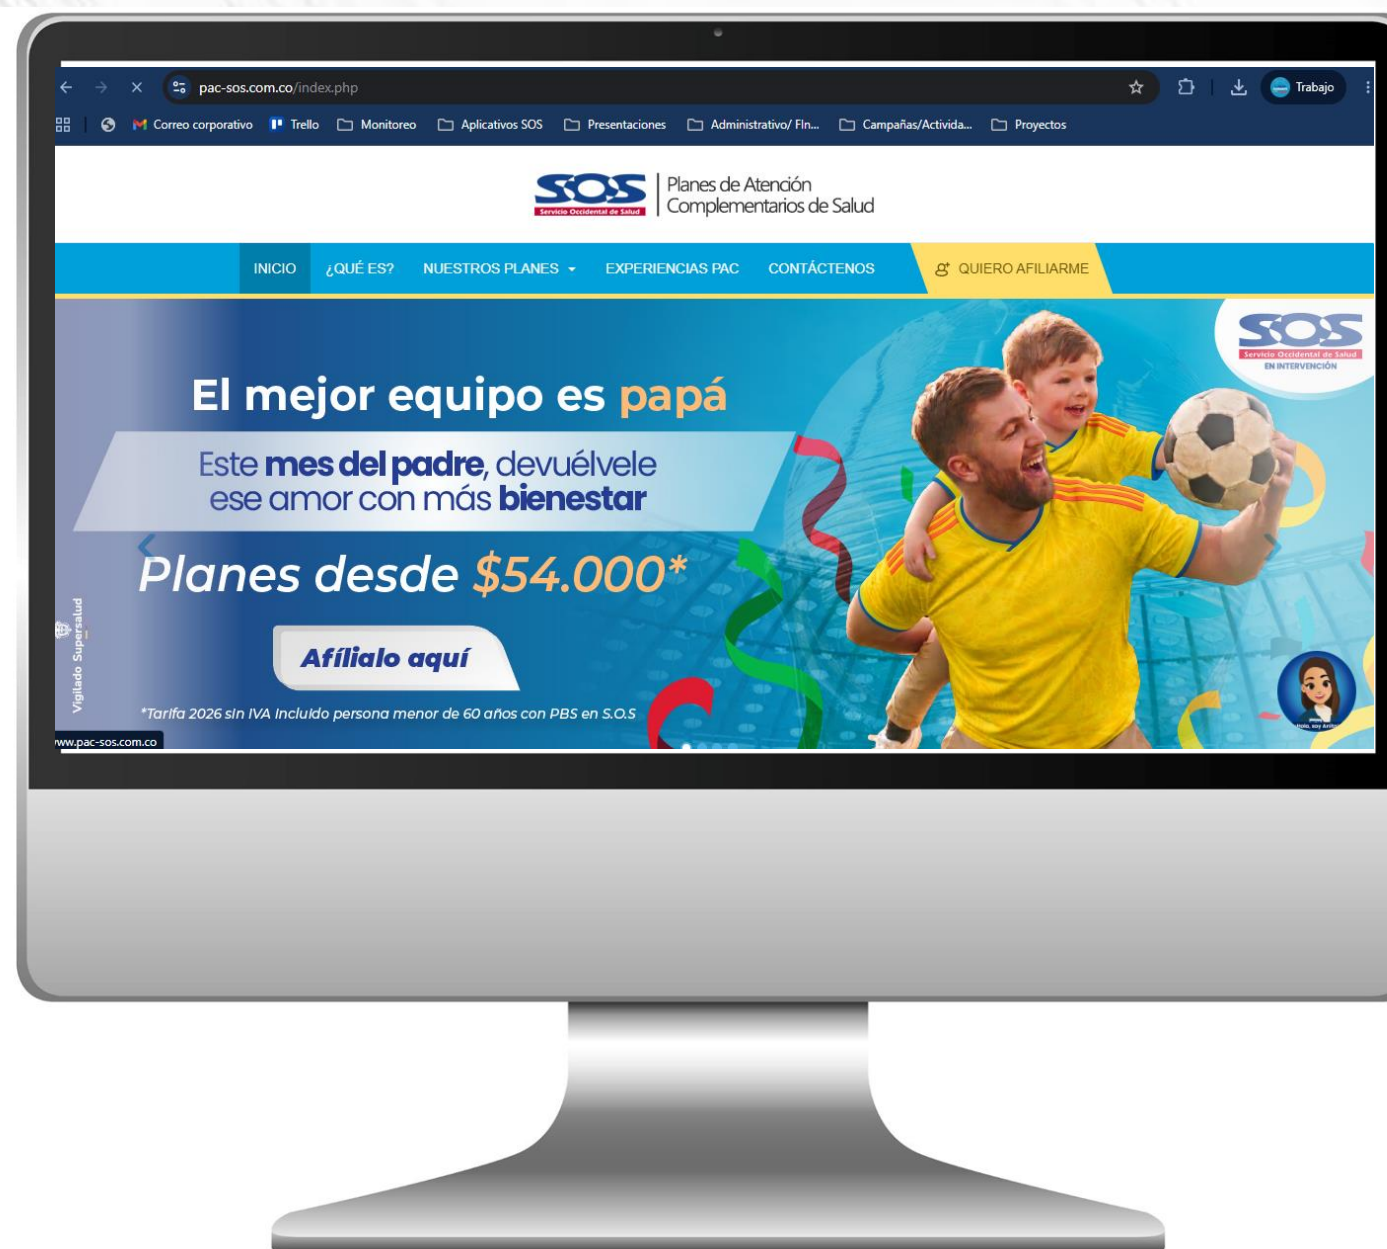 pac-sos.com.co/index.php
Trabajo
Correo corporativo
Trello
Monitoreo
Aplicativos SOS
Presentaciones
Administrativo/ Fin...
Campañas/Activida...
Proyectos
SOS
Servicio Occidental de Salud
Planes de Atención
Complementarios de Salud
INICIO
¿QUÉ ES?
NUESTROS PLANES
EXPERIENCIAS PAC
CONTÁCTENOS
QUIERO AFILIARME
SOS
Servicio Occidental de Salud
EN INTERVENCIÓN
El mejor equipo es papá
Este mes del padre, devuélvele
ese amor con más bienestar
Planes desde $54.000*
Afílialo aquí
*Tarifa 2026 sin IVA Incluido persona menor de 60 años con PBS en S.O.S
Vigilado Supersalud
www.pac-sos.com.co